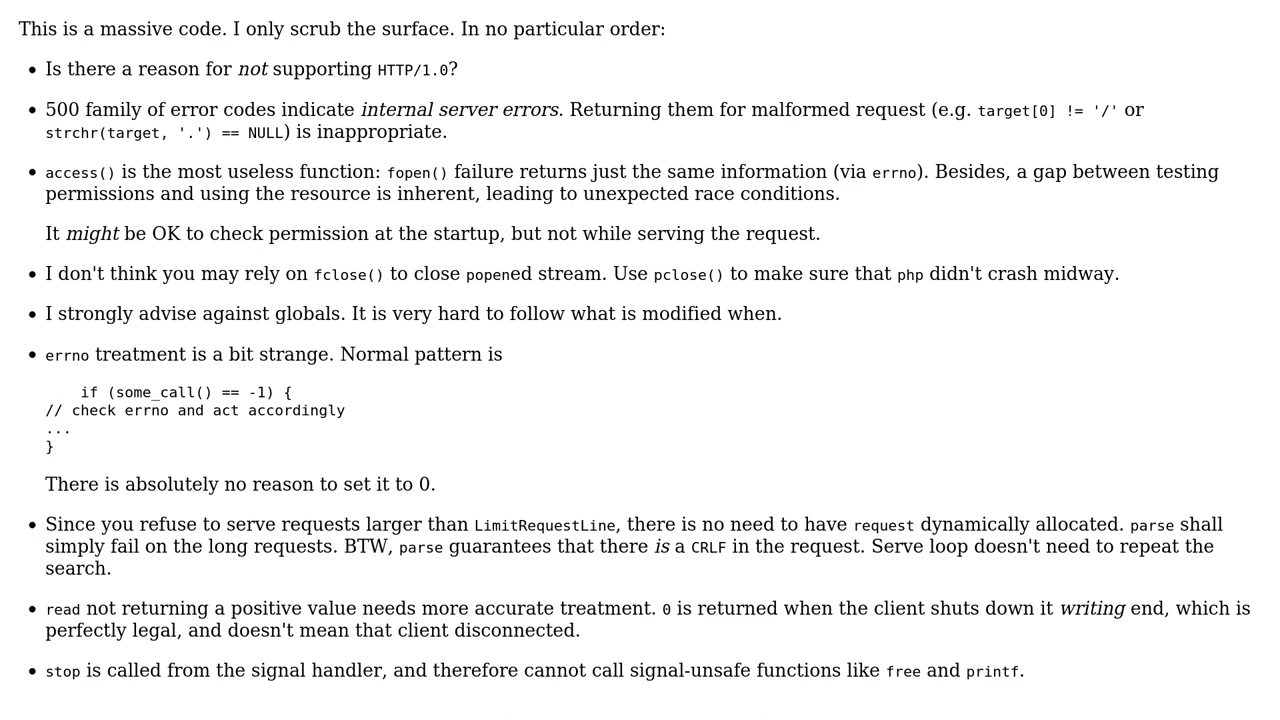 This is a massive code. I only scrub the surface. In no particular order:
• Is there a reason for not supporting HTTP/1.0?
• 500 family of error codes indicate internal server errors. Returning them for malformed request (e.g. target[0] != '/' or
strchr(target, '.') == NULL) is inappropriate.
• access() is the most useless function: fopen() failure returns just the same information (via errno). Besides, a gap between testing
permissions and using the resource is inherent, leading to unexpected race conditions.
It might be OK to check permission at the startup, but not while serving the request.
• I don't think you may rely on fclose() to close popened stream. Use pclose() to make sure that php didn't crash midway.
• I strongly advise against globals. It is very hard to follow what is modified when.
• errno treatment is a bit strange. Normal pattern is
    if (some_call() == -1) {
// check errno and act accordingly
...
}
There is absolutely no reason to set it to 0.
• Since you refuse to serve requests larger than LimitRequestLine, there is no need to have request dynamically allocated. parse shall
simply fail on the long requests. BTW, parse guarantees that there is a CRLF in the request. Serve loop doesn't need to repeat the
search.
• read not returning a positive value needs more accurate treatment. 0 is returned when the client shuts down it writing end, which is
perfectly legal, and doesn't mean that client disconnected.
• stop is called from the signal handler, and therefore cannot call signal-unsafe functions like free and printf.